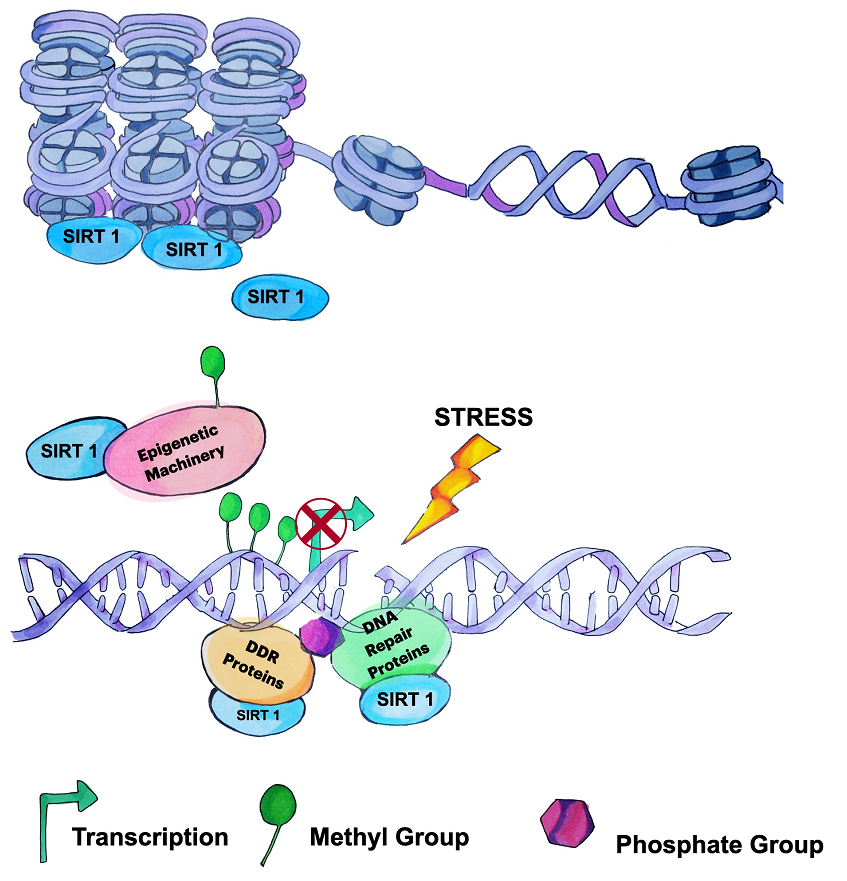 SIRT 1
SIRT 1
SIRT 1
STRESS
SIRT 1
Epigenetic
Machinery
DNA
Repair
Proteins
DDR
Proteins
SIRT 1
SIRT 1
Transcription
Methyl Group
Phosphate Group